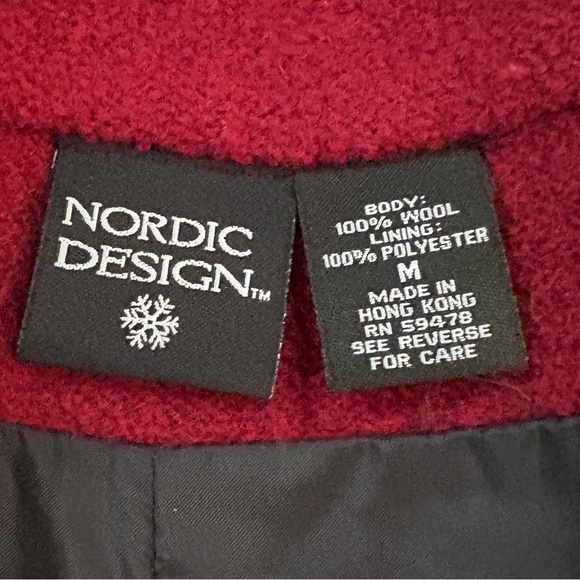 NORDIC
DESIGN™
BODY:
100% WOOL
LINING:
100% POLYESTER
M
MADE IN
HONG KONG
RN 59478
SEE REVERSE
FOR CARE